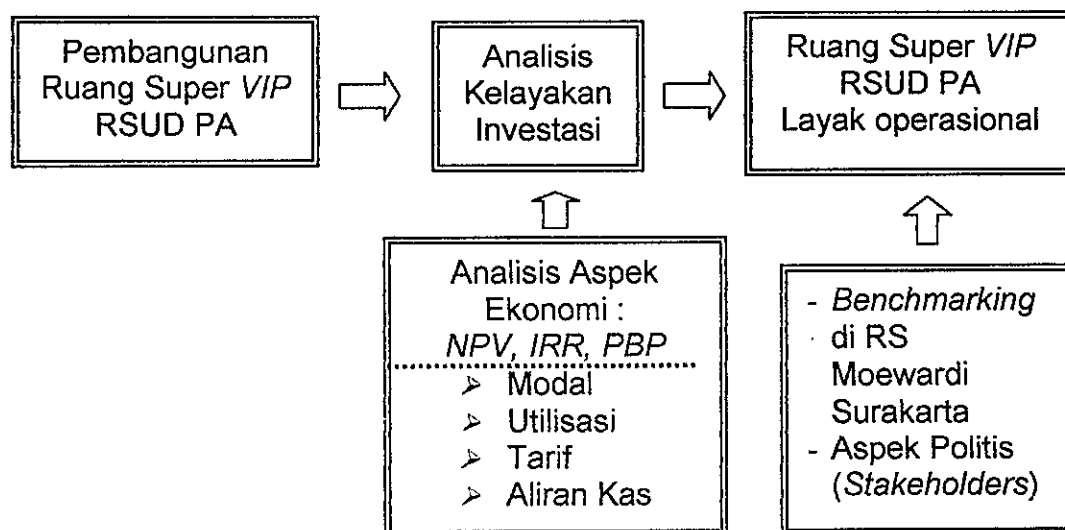 Pembangunan
Ruang Super VIP
RSUD PA
Analisis
Kelayakan
Investasi
Ruang Super VIP
RSUD PA
Layak operasional
Analisis Aspek
Ekonomi :
NPV, IRR, PBP
➢ Modal
➢ Utilisasi
➢ Tarif
➢ Aliran Kas
- Benchmarking
di RS
Moewardi
Surakarta
- Aspek Politis
(Stakeholders)